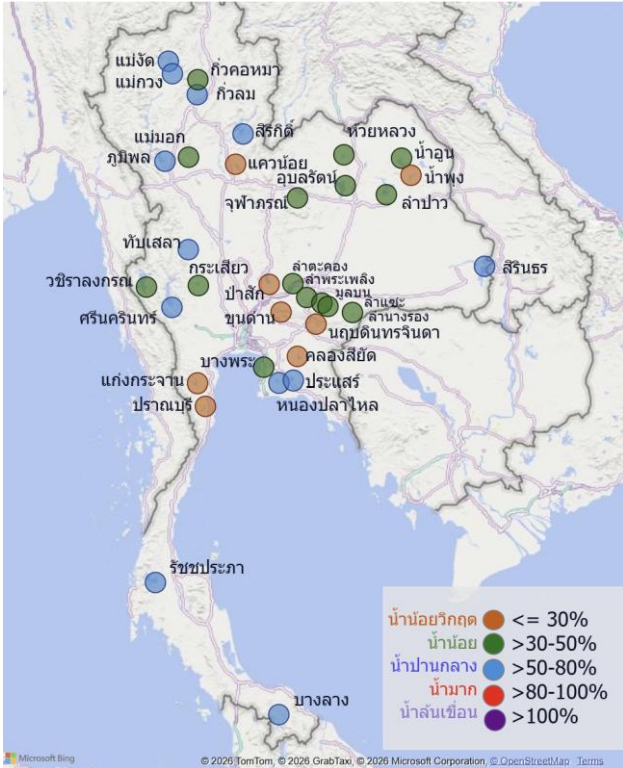 แม่งัด
แม่กวง
กิ่วคอหมา
กิ่วลม
สิริกิติ์
แม่มอก
ภูมิพล
แควน้อย
ห้วยหลวง
น้ำอูน
น้ำพุง
อุบลรัตน์
จุฬาภรณ์
ลำปาว
ทับเสลา
วชิราลงกรณ
กระเสียว
ศรีนครินทร์
ป่าสัก
ลำตะคอง
ลำพระเพลิง
มูลบน
ลำแซะ
ลำนางรอง
ขุนด่าน
นฤบดินทรจินดา
สิรินธร
บางพระ
คลองสียัด
ประแสร์
หนองปลาไหล
แก่งกระจาน
ปราณบุรี
รัชชประภา
บางลาง
น้ำน้อยวิกฤต <= 30%
น้ำน้อย >30-50%
น้ำปานกลาง >50-80%
น้ำมาก >80-100%
น้ำล้นเขื่อน >100%
Microsoft Bing
© 2026 TomTom, © 2026 GrabTaxi, © 2026 Microsoft Corporation, © OpenStreetMap Terms